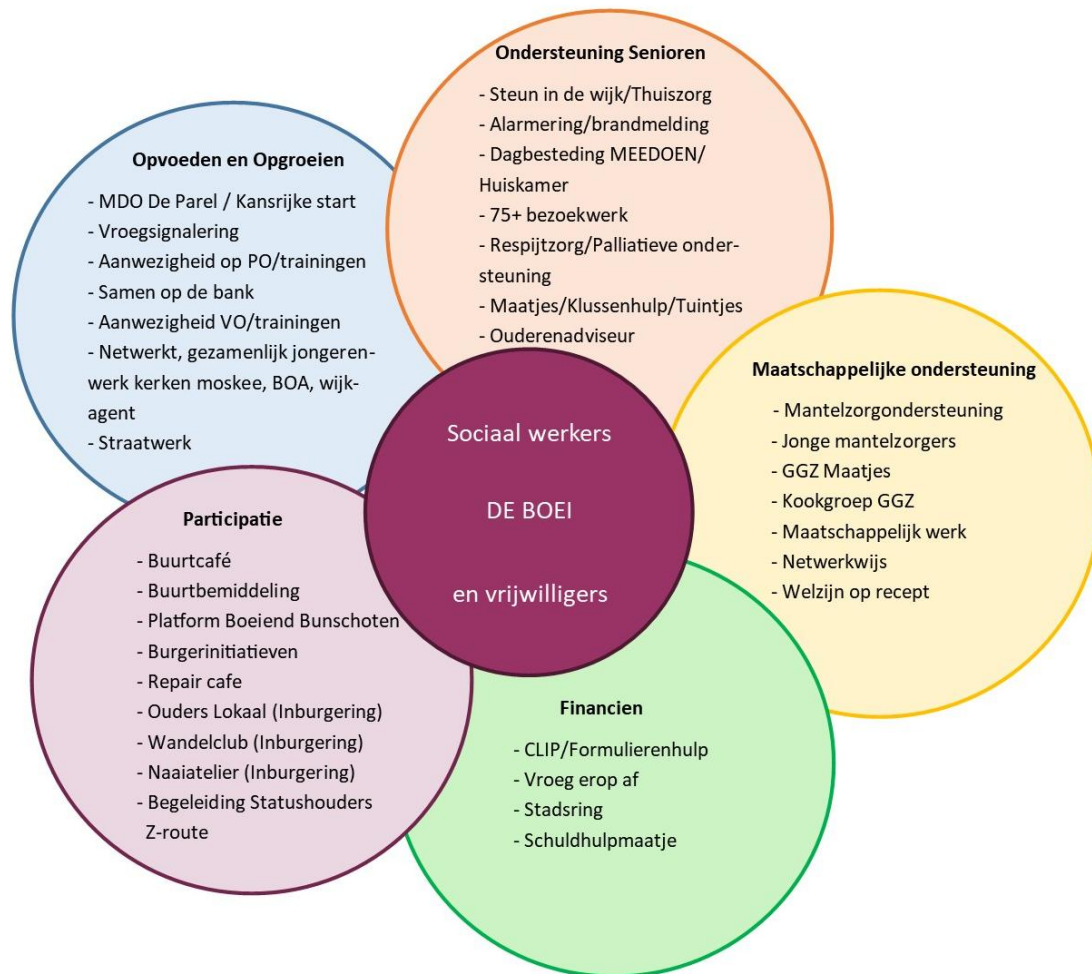 Ondersteuning Senioren
- Steun in de wijk/Thuiszorg
- Alarmering/brandmelding
- Dagbesteding MEEDOEN/
Huiskamer
- 75+ bezoekwerk
- Respijtzorg/Palliatieve onder-
steuning
- Maatjes/Klussenhulp/Tuintjes
- Ouderenadviseur
Opvoeden en Opgroeien
- MDO De Parel / Kansrijke start
- Vroegsignalering
- Aanwezigheid op PO/trainingen
- Samen op de bank
- Aanwezigheid VO/trainingen
- Netwerkt, gezamenlijk jongeren-
werk kerken moskee, BOA, wijk-
agent
- Straatwerk
Maatschappelijke ondersteuning
- Mantelzorgondersteuning
- Jonge mantelzorgers
- GGZ Maatjes
- Kookgroep GGZ
- Maatschappelijk werk
- Netwerkwijs
- Welzijn op recept
Sociaal werkers
DE BOEI
en vrijwilligers
Participatie
- Buurtcafé
- Buurtbemiddeling
- Platform Boeiend Bunschoten
- Burgerinitiatieven
- Repair cafe
- Ouders Lokaal (Inburgering)
- Wandelclub (Inburgering)
- Naaiatelier (Inburgering)
- Begeleiding Statushouders
Z-route
Financien
- CLIP/Formulierenhulp
- Vroeg erop af
- Stadsring
- Schuldhulpmaatje